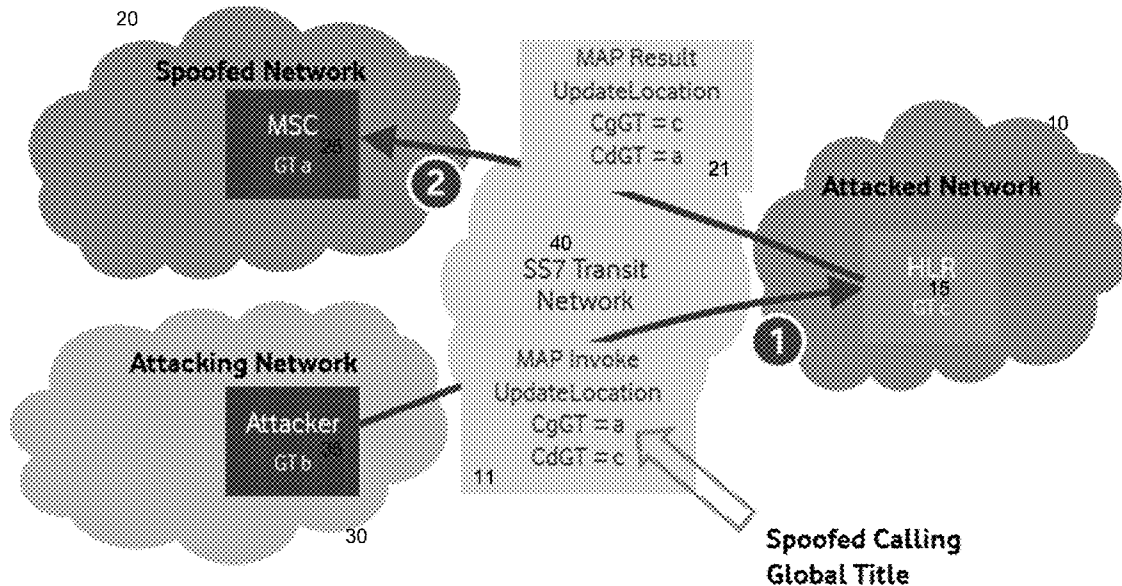 20
Spoofed Network
MSC
GT a
25
2
MAP Result
UpdateLocation
CgGT = c
CdGT = a
21
10
Attacked Network
HLR
15
40
SS7 Transit
Network
1
Attacking Network
Attacker
GT b
35
30
MAP Invoke
UpdateLocation
CgGT = a
CdGT = c
11
Spoofed Calling
Global Title